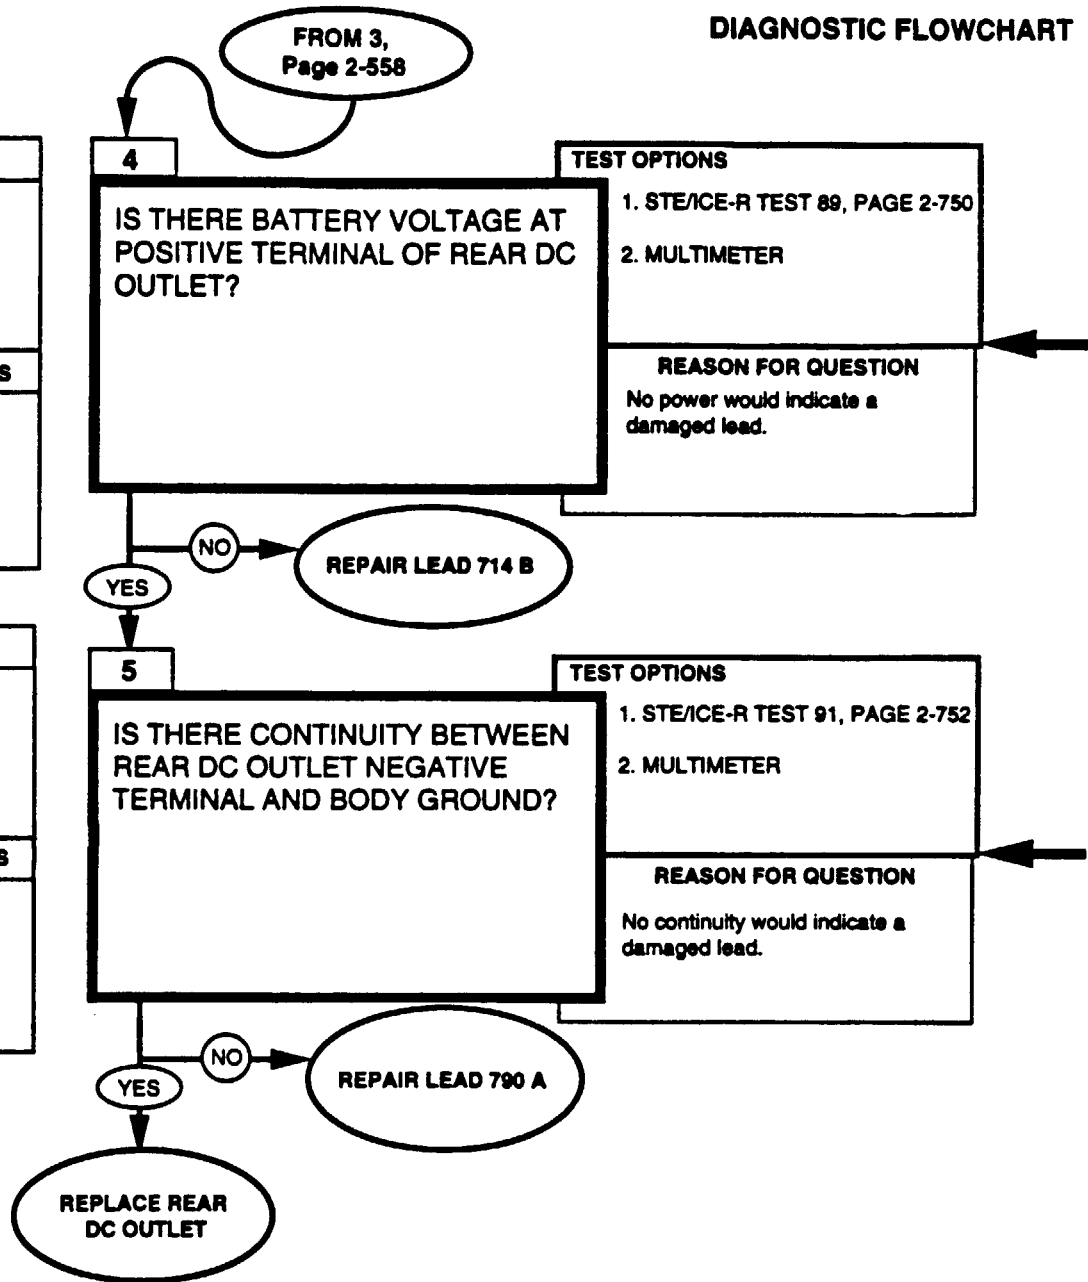 DIAGNOSTIC FLOWCHART
FROM 3,
Page 2-558
4
IS THERE BATTERY VOLTAGE AT
POSITIVE TERMINAL OF REAR DC
OUTLET?
TEST OPTIONS
1. STE/ICE-R TEST 89, PAGE 2-750
2. MULTIMETER
REASON FOR QUESTION
No power would indicate a
damaged lead.
S
NO
REPAIR LEAD 714 B
YES
5
IS THERE CONTINUITY BETWEEN
REAR DC OUTLET NEGATIVE
TERMINAL AND BODY GROUND?
TEST OPTIONS
1. STE/ICE-R TEST 91, PAGE 2-752
2. MULTIMETER
REASON FOR QUESTION
No continuity would indicate a
damaged lead.
S
NO
REPAIR LEAD 790 A
YES
REPLACE REAR
DC OUTLET